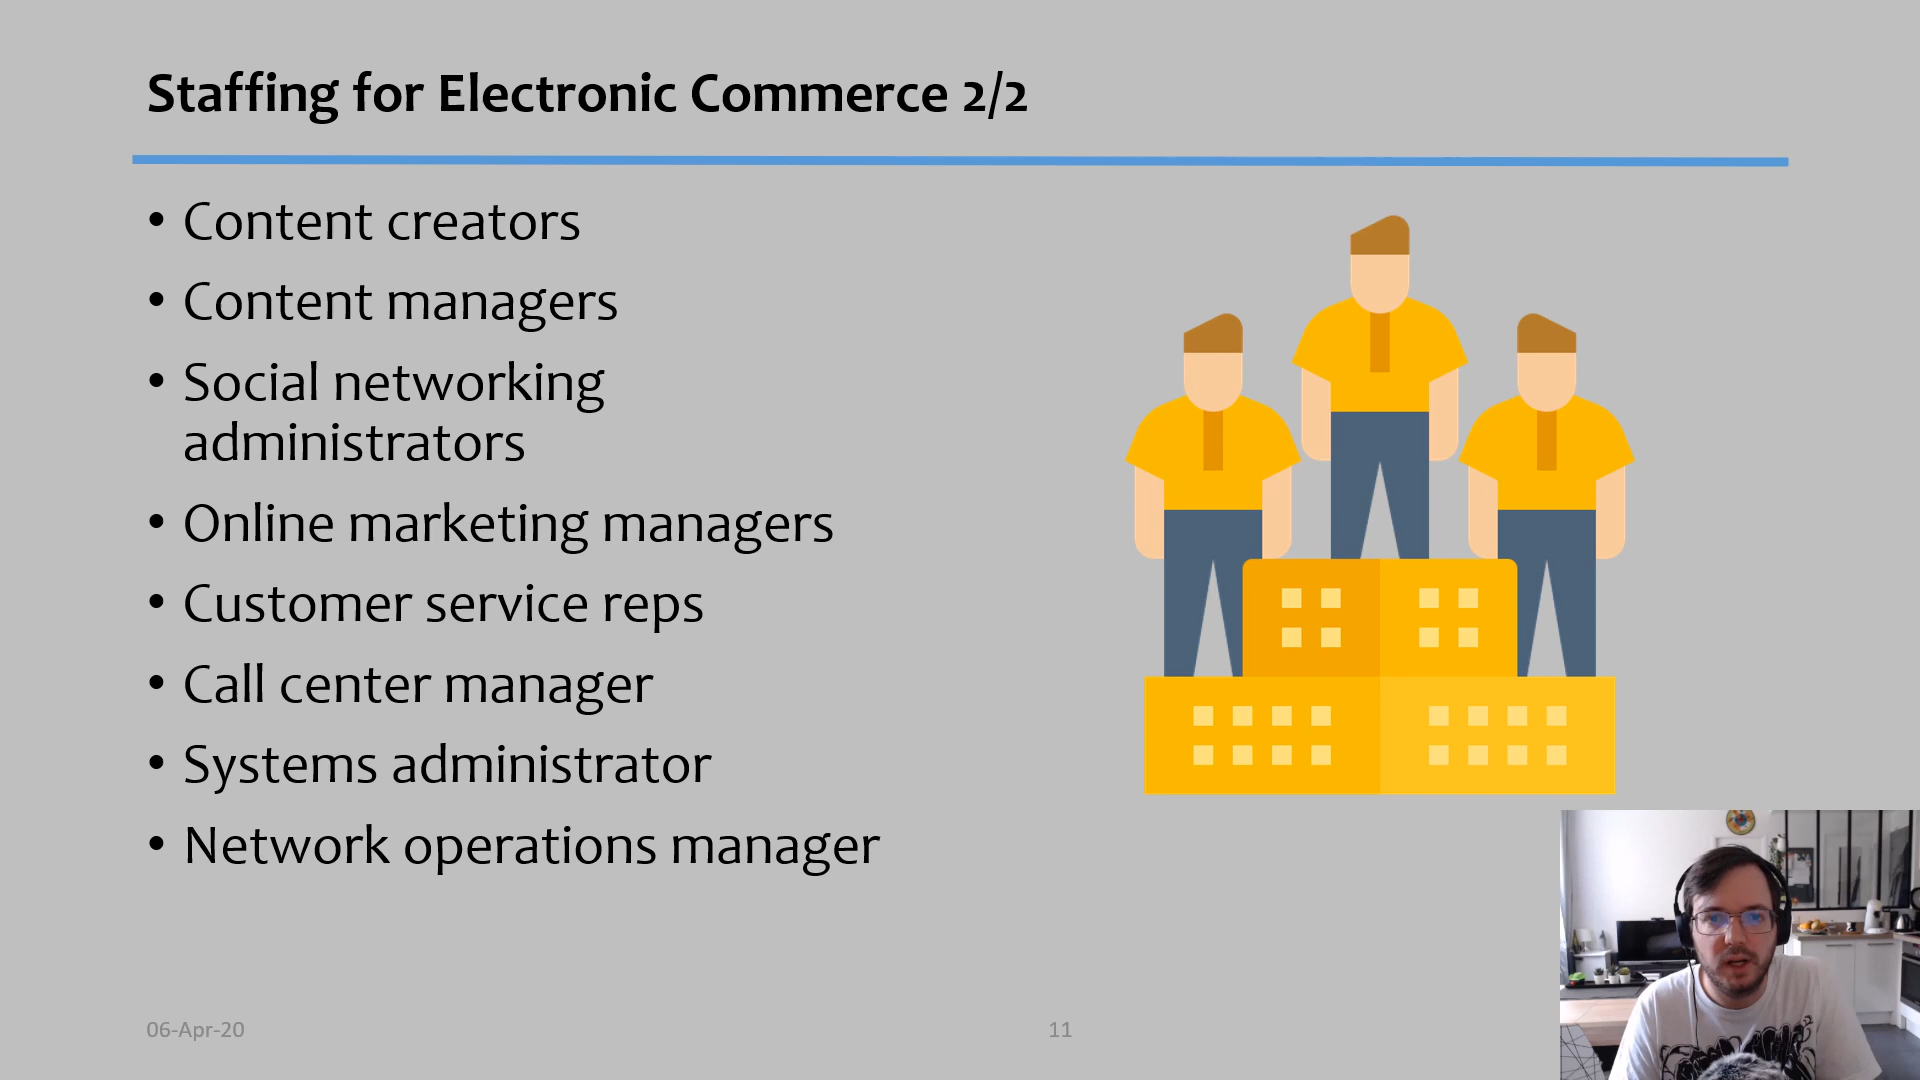 Staffing for Electronic Commerce 2/2
• Content creators
• Content managers
• Social networking
administrators
• Online marketing managers
• Customer service reps
• Call center manager
• Systems administrator
• Network operations manager
06-Apr-20
11